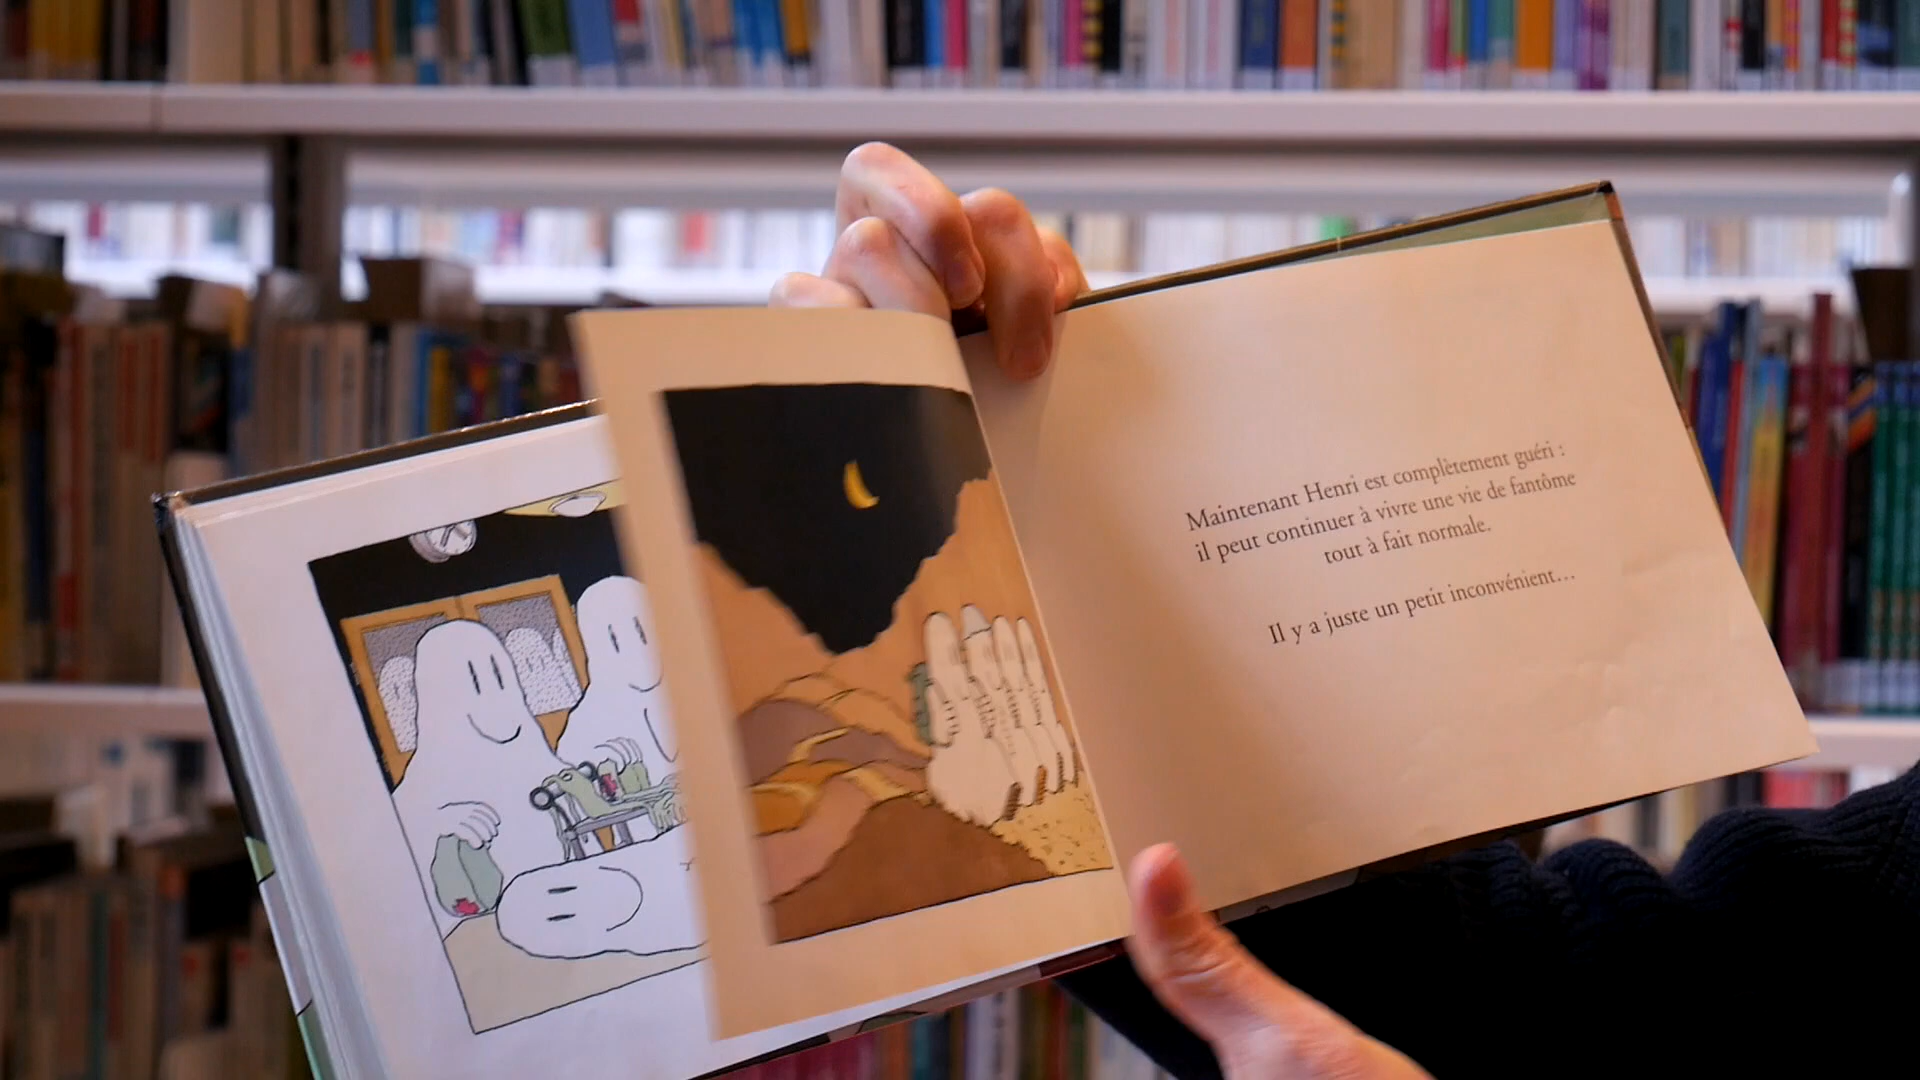 Maintenant Henri est complètement guéri :
il peut continuer à vivre une vie de fantôme
tout à fait normale.
Il y a juste un petit inconvénient…